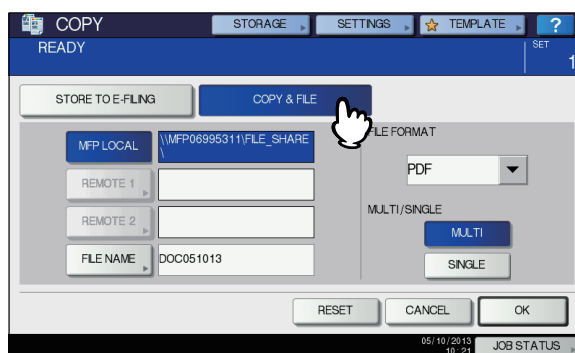 COPY
STORAGE
SETTINGS
TEMPLATE
?
READY
SET
1
STORE TO E-FILING
COPY & FILE
MFP LOCAL
\\MFP06995311\FILE_SHARE
\
REMOTE 1
REMOTE 2
FILE NAME
DOC051013
FILE FORMAT
PDF
MULTI/SINGLE
MULTI
SINGLE
RESET
CANCEL
OK
05/10/2013
10:21
JOB STATUS